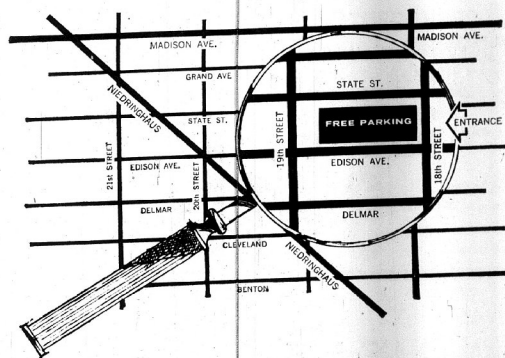 MADISON AVE.
MADISON AVE.
GRAND AVE
STATE ST.
NIEDRINGHAUS
STATE ST.
FREE PARKING
ENTRANCE
19th STREET
18th STREET
21st STREET
EDISON AVE.
20th STREET
EDISON AVE.
DELMAR
DELMAR
CLEVELAND
NIEDRINGHAUS
BENTON